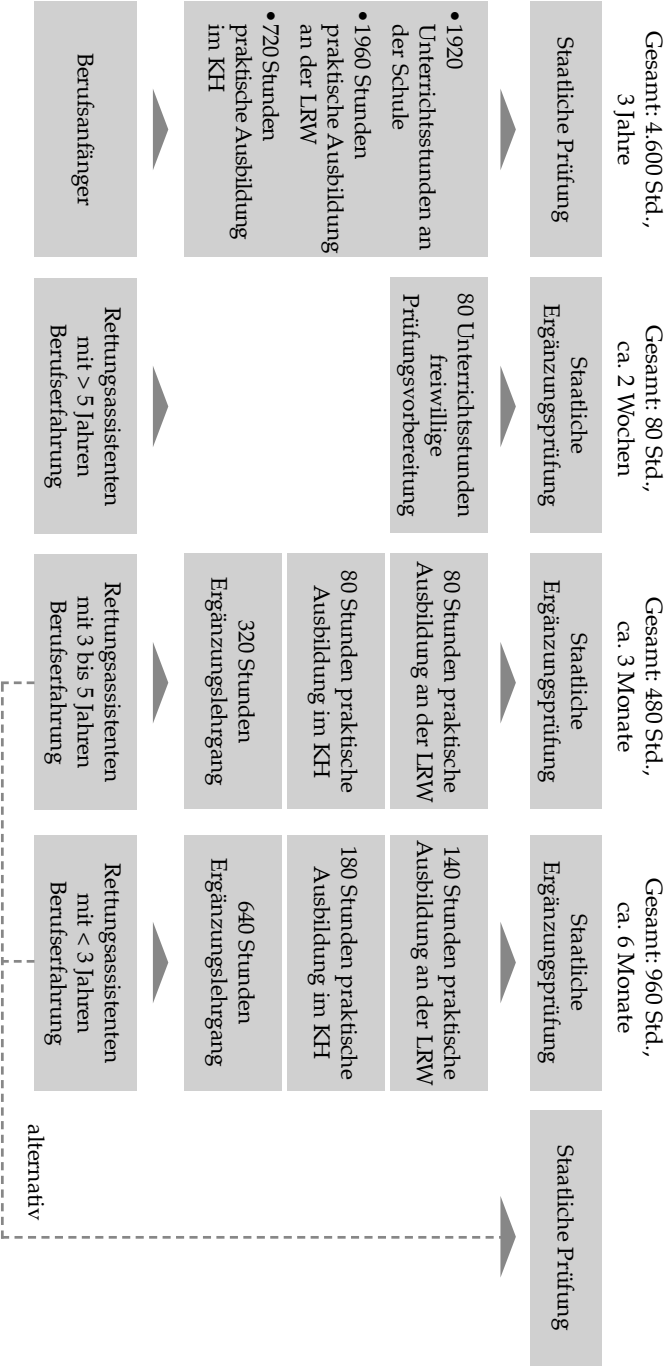 Gesamt: 4.600 Std.,
3 Jahre
Staatliche Prüfung
• 1920
Unterrichtsstunden an
der Schule
• 1960 Stunden
praktische Ausbildung
an der LRW
• 720 Stunden
praktische Ausbildung
im KH
Berufsanfänger
Gesamt: 80 Std.,
ca. 2 Wochen
Staatliche
Ergänzungsprüfung
80 Unterrichtsstunden
freiwillige
Prüfungsvorbereitung
Rettungsassistenten
mit > 5 Jahren
Berufserfahrung
Gesamt: 480 Std.,
ca. 3 Monate
Staatliche
Ergänzungsprüfung
80 Stunden praktische
Ausbildung an der LRW
80 Stunden praktische
Ausbildung im KH
320 Stunden
Ergänzungslehrgang
Rettungsassistenten
mit 3 bis 5 Jahren
Berufserfahrung
Gesamt: 960 Std.,
ca. 6 Monate
Staatliche
Ergänzungsprüfung
140 Stunden praktische
Ausbildung an der LRW
180 Stunden praktische
Ausbildung im KH
640 Stunden
Ergänzungslehrgang
Rettungsassistenten
mit < 3 Jahren
Berufserfahrung
Staatliche Prüfung
alternativ